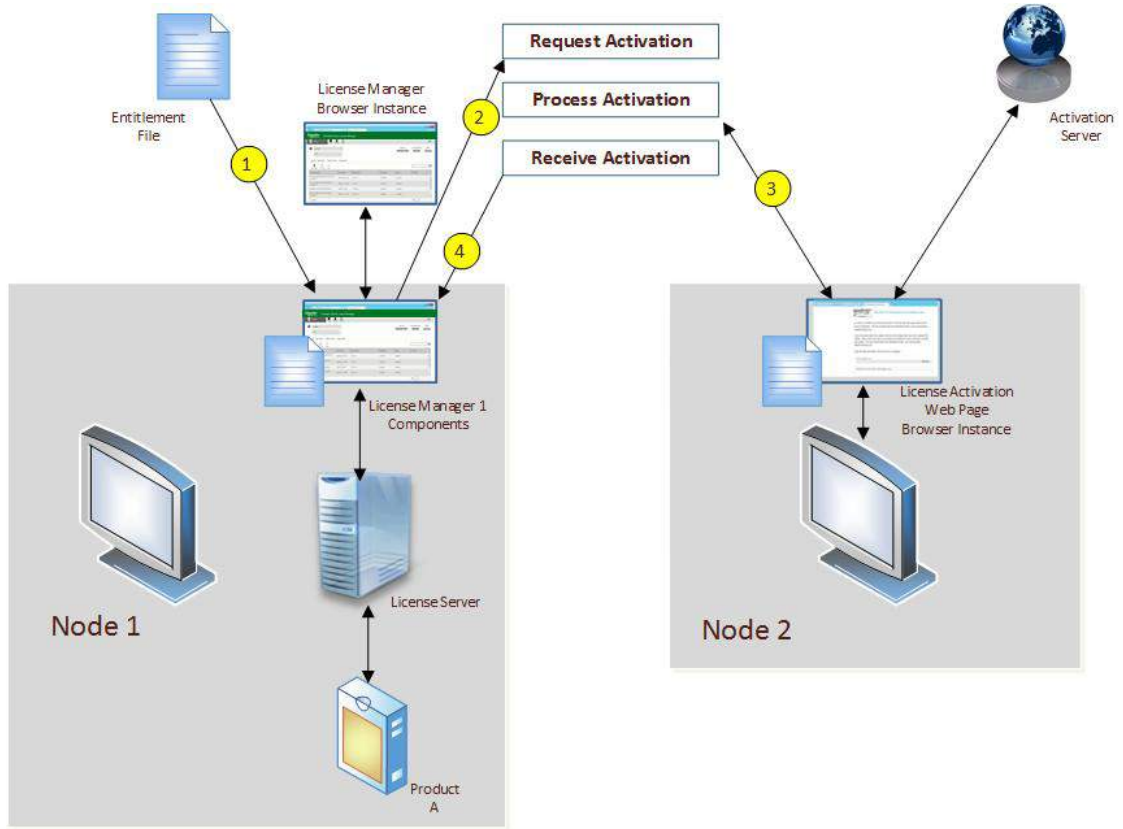 Request Activation
Process Activation
Receive Activation
Entitlement
File
License Manager
Browser Instance
Activation
Server
1
2
3
4
License Manager 1
Components
License Activation
Web Page
Browser Instance
License Server
Node 1
Node 2
Product
A